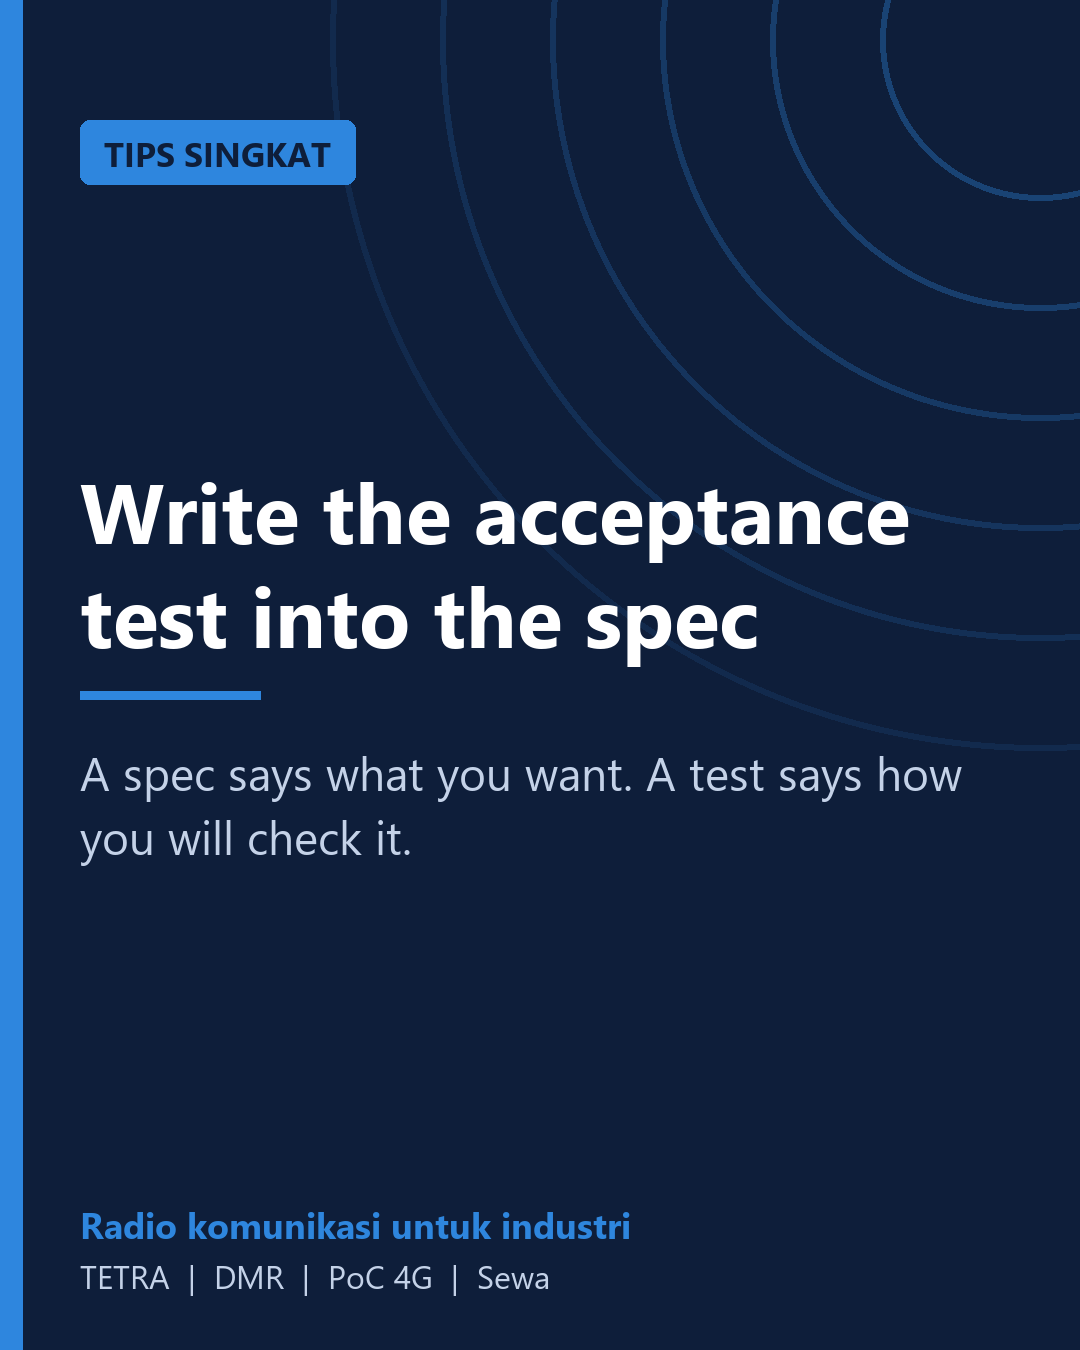 TIPS SINGKAT
Write the acceptance
test into the spec
A spec says what you want. A test says how
you will check it.
Radio komunikasi untuk industri
TETRA | DMR | PoC 4G | Sewa